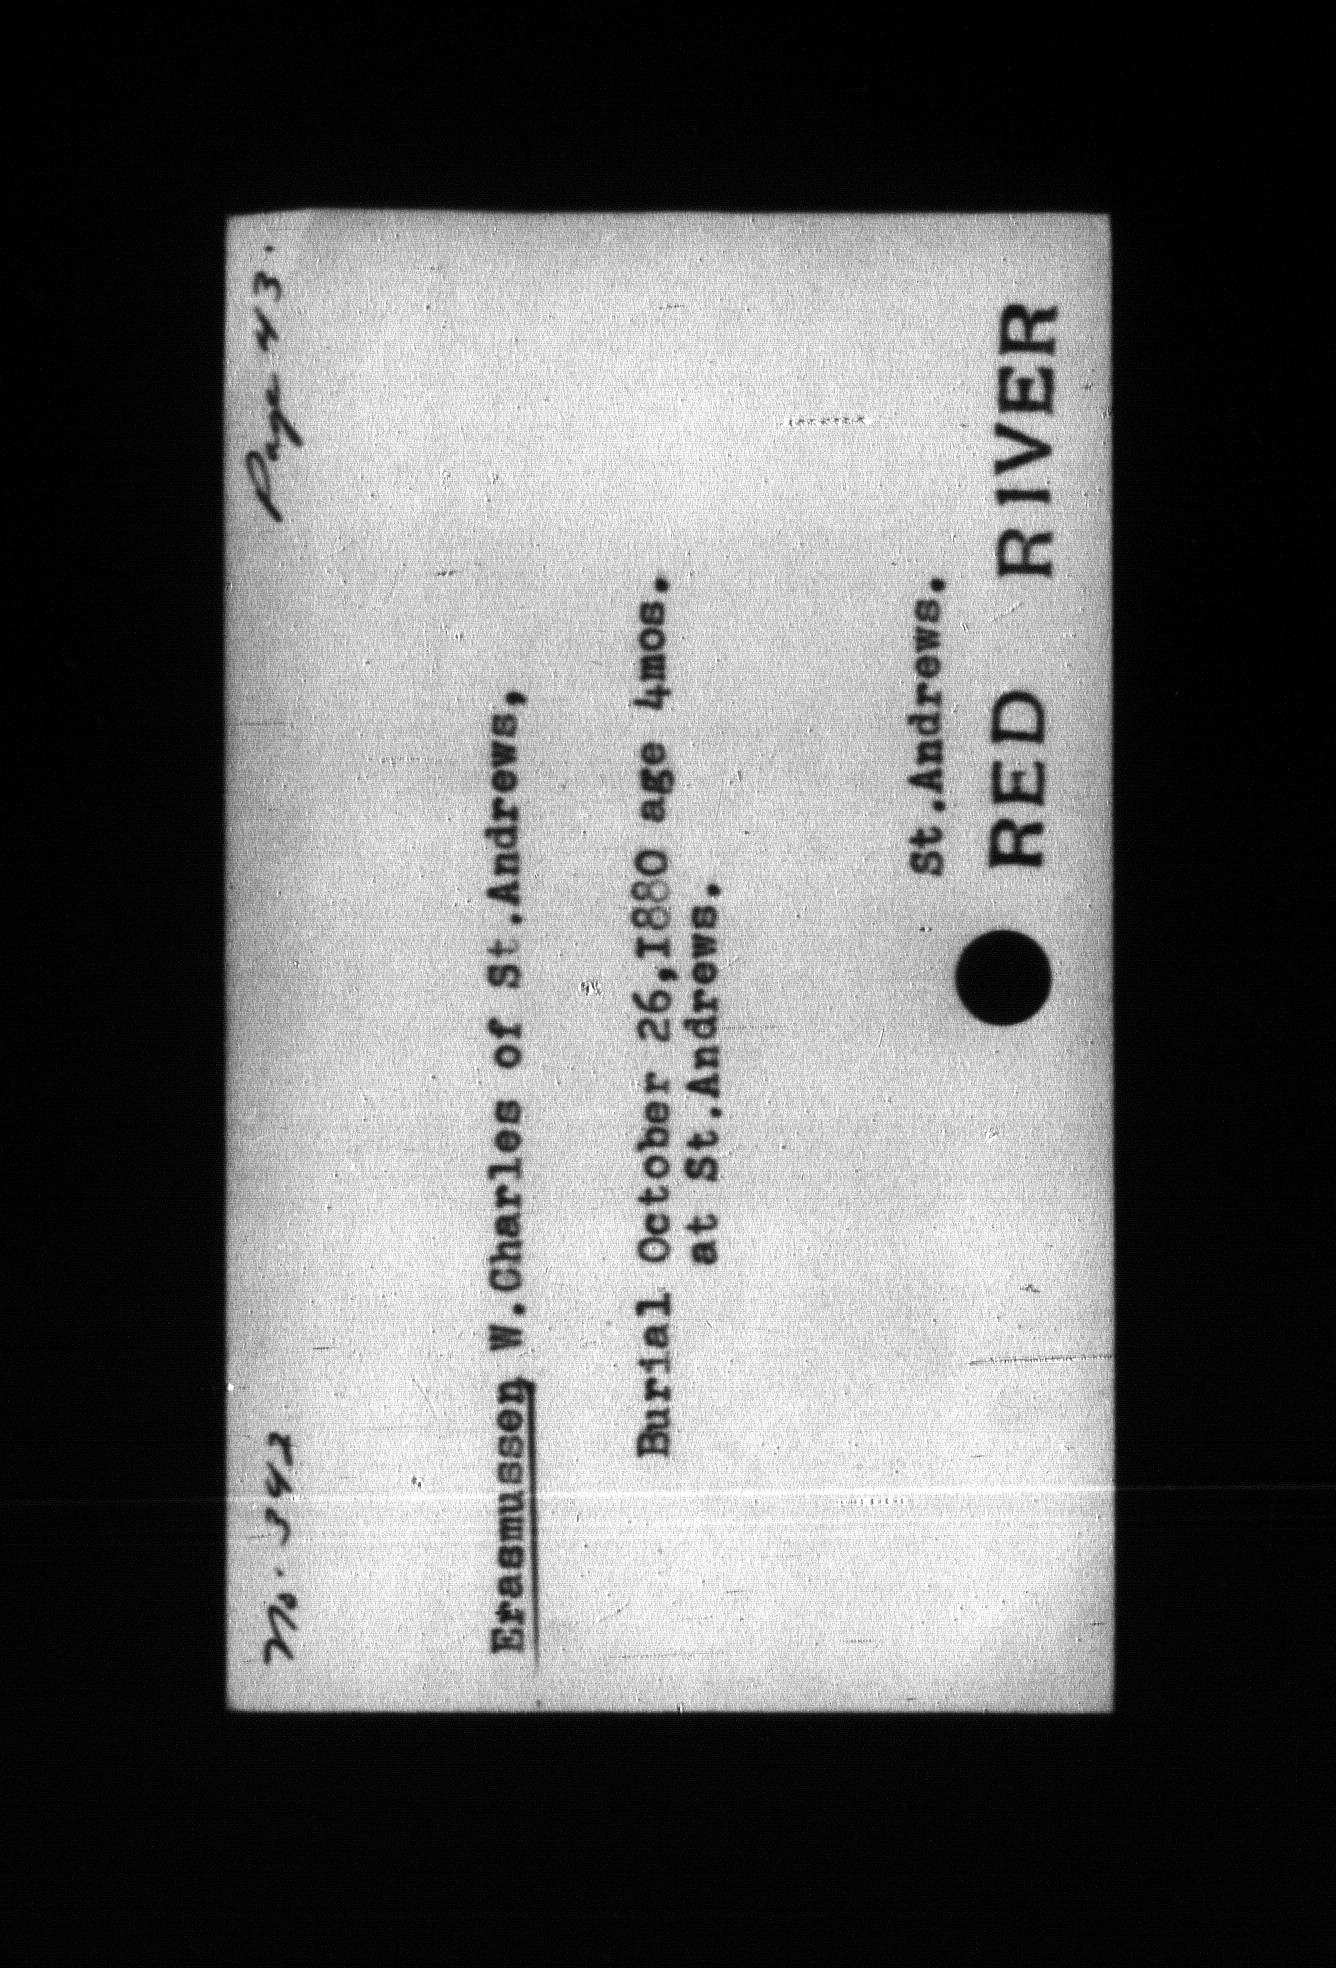 No. 342
Page 43.
Erasmussen, W.Charles of St.Andrews,
Burial October 26,I880 age 4mos.
at St.Andrews.
St.Andrews.
RED RIVER